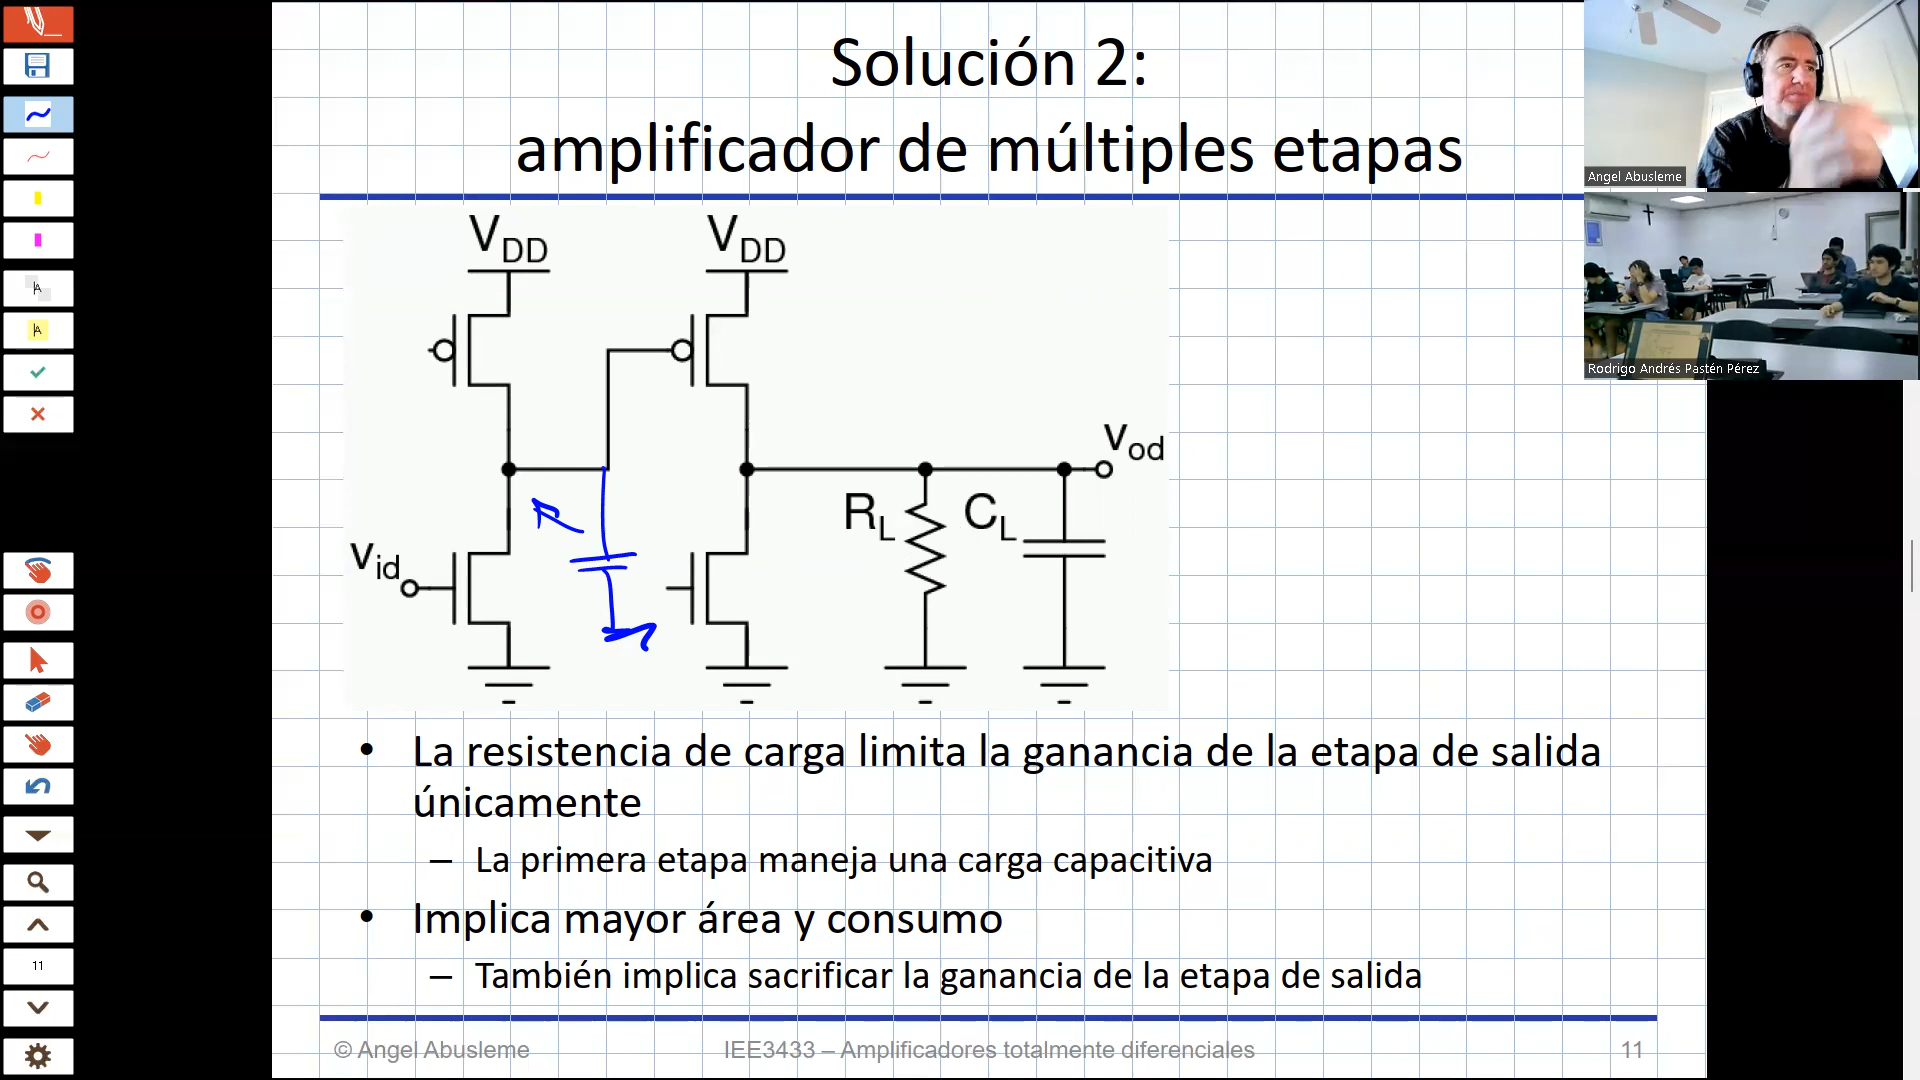 Solución 2:
amplificador de múltiples etapas
Angel Abusleme
Rodrigo Andrés Pastén Pérez
VDD
VDD
vod
RL
CL
vid
• La resistencia de carga limita la ganancia de la etapa de salida
únicamente
– La primera etapa maneja una carga capacitiva
• Implica mayor área y consumo
– También implica sacrificar la ganancia de la etapa de salida
© Angel Abusleme
IEE3433 – Amplificadores totalmente diferenciales
11
A
A
11